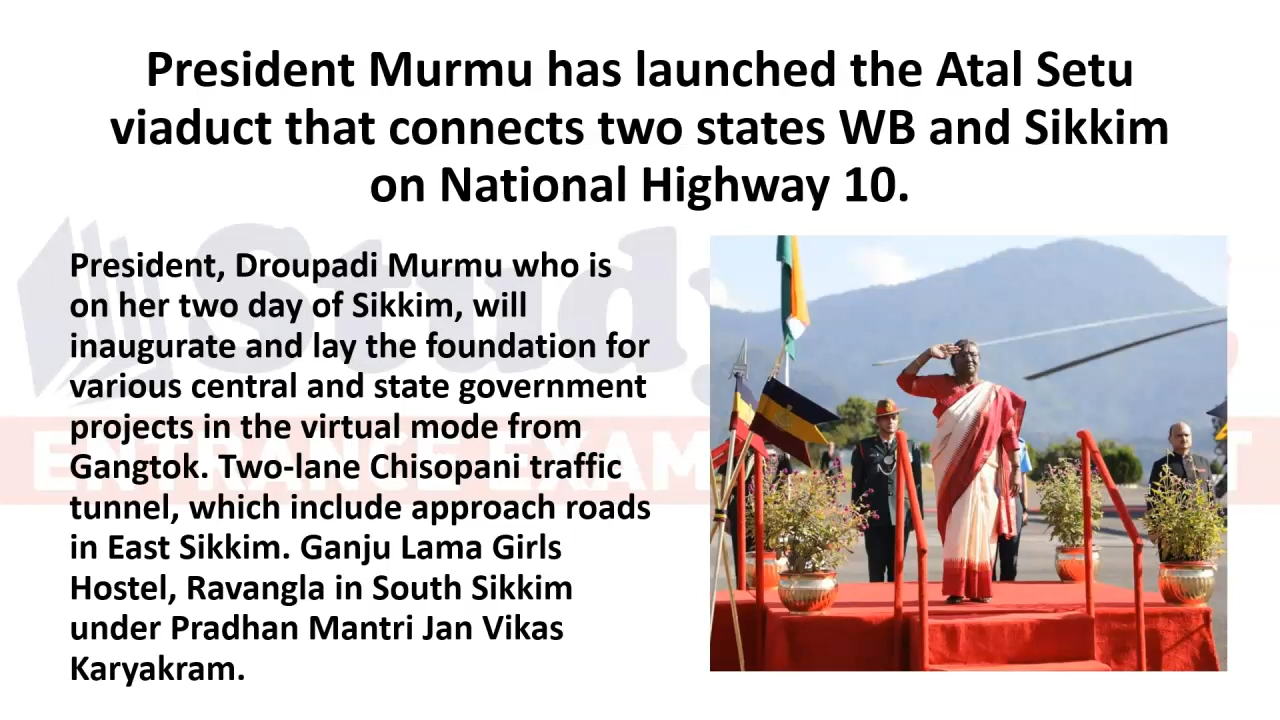 President Murmu has launched the Atal Setu
viaduct that connects two states WB and Sikkim
on National Highway 10.
President, Droupadi Murmu who is
on her two day of Sikkim, will
inaugurate and lay the foundation for
various central and state government
projects in the virtual mode from
Gangtok. Two-lane Chisopani traffic
tunnel, which include approach roads
in East Sikkim. Ganju Lama Girls
Hostel, Ravangla in South Sikkim
under Pradhan Mantri Jan Vikas
Karyakram.
Study
ENTRANCE EXAM